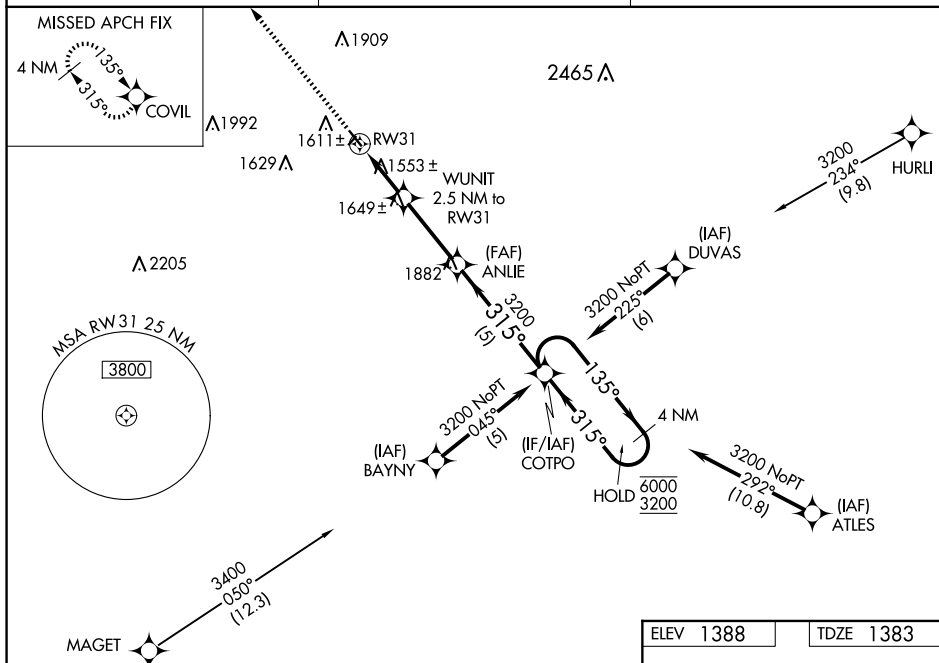 MISSED APCH FIX
4 NM
135°
315°
COVIL
1909
2465
1992
1611±
RW31
1629
1553±
WUNIT
2.5 NM to
RW31
1649±
3200
234°
(9.8)
HURLI
(IAF)
DUVAS
(FAF)
ANLIE
1882
2205
3200 NoPT
225°
(6)
3200
315°
(5)
MSA RW31 25 NM
3800
135°
315°
4 NM
3200 NoPT
045°
(5)
(IF/IAF)
COTPO
(IAF)
BAYNY
HOLD
6000
3200
3200 NoPT
292°
(10.8)
(IAF)
ATLES
3400
050°
(12.3)
MAGET
ELEV 1388
TDZE 1383